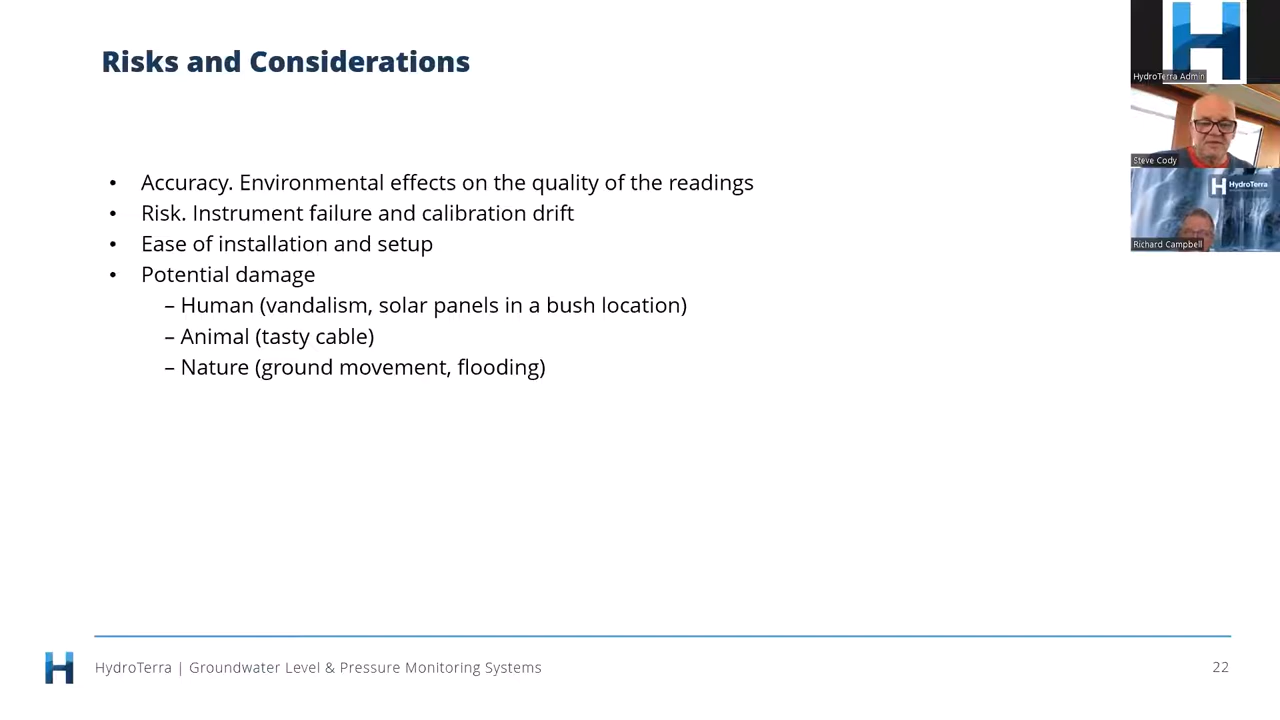 Risks and Considerations
• Accuracy. Environmental effects on the quality of the readings
• Risk. Instrument failure and calibration drift
• Ease of installation and setup
• Potential damage
– Human (vandalism, solar panels in a bush location)
– Animal (tasty cable)
– Nature (ground movement, flooding)
HydroTerra | Groundwater Level & Pressure Monitoring Systems
22
HydroTerra Admin
Steve Cody
HydroTerra
Richard Campbell